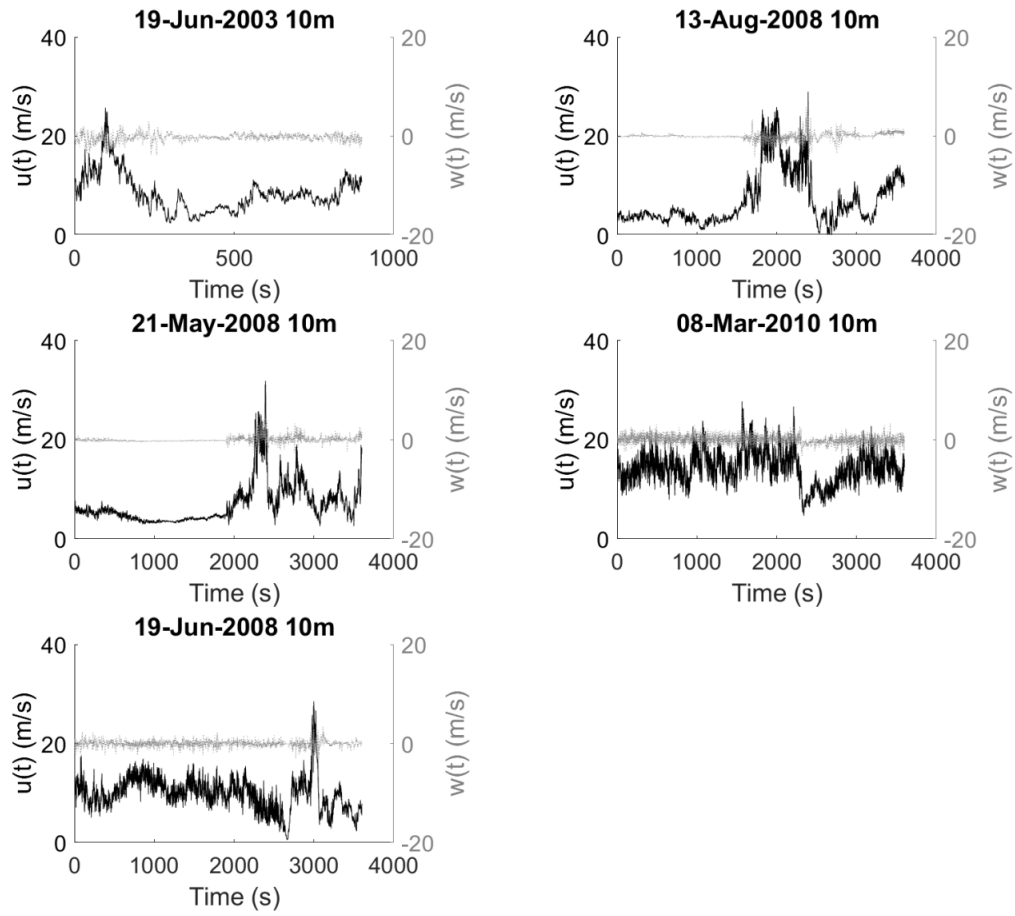 19-Jun-2003 10m
40
20
0
u(t) (m/s)
20
0
-20
w(t) (m/s)
0
500
1000
Time (s)
13-Aug-2008 10m
40
20
0
u(t) (m/s)
20
0
-20
w(t) (m/s)
0
1000
2000
3000
4000
Time (s)
21-May-2008 10m
40
20
0
u(t) (m/s)
20
0
-20
w(t) (m/s)
0
1000
2000
3000
4000
Time (s)
08-Mar-2010 10m
40
20
0
u(t) (m/s)
20
0
-20
w(t) (m/s)
0
1000
2000
3000
4000
Time (s)
19-Jun-2008 10m
40
20
0
u(t) (m/s)
20
0
-20
w(t) (m/s)
0
1000
2000
3000
4000
Time (s)